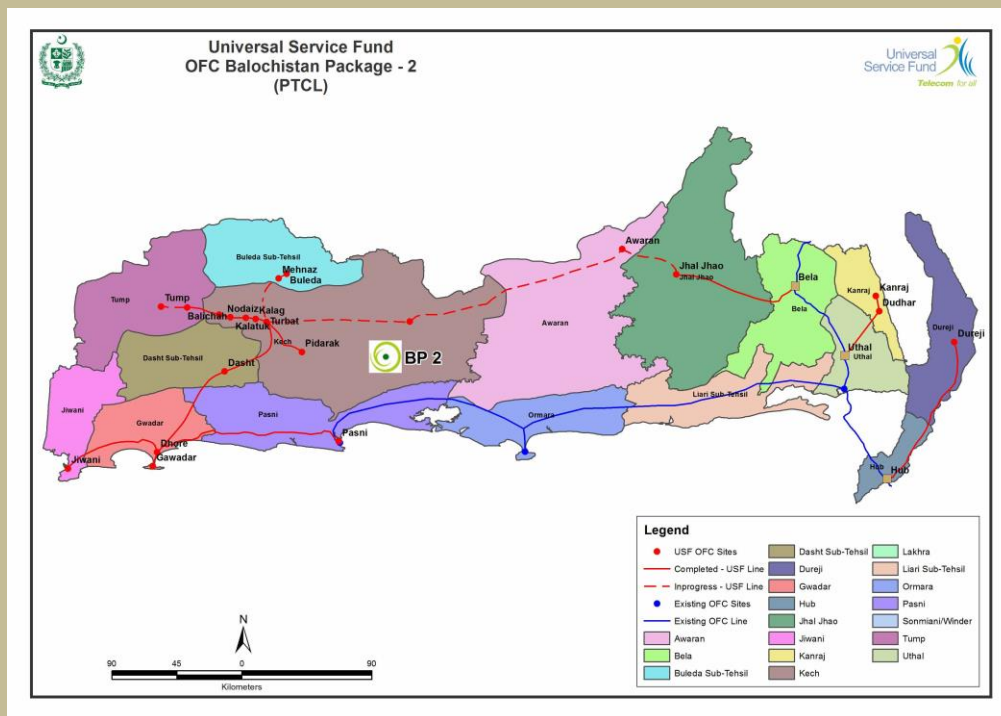 Universal Service Fund
OFC Balochistan Package - 2
(PTCL)
Universal
Service Fund
Telecom for all
Awaran
Jhal Jhao
Jhal Jhao
Bela
Bela
Kanraj
Kanraj
Dudhar
Dureji
Dureji
Uthal
Uthal
Buleda Sub-Tehsil
Mehnaz
Buleda
Tump
Tump
Nodaiz
Kalag
Balichah
Kalatuk
Turbat
Kech
Pidarak
BP 2
Awaran
Dasht Sub-Tehsil
Dasht
Jiwani
Gwadar
Pasni
Pasni
Ormara
Liari Sub-Tehsil
Dhore
Gawadar
Jiwani
Hub
Hub
N
90 45 0 90
Kilometers
Legend
USF OFC Sites
Completed - USF Line
Inprogress - USF Line
Existing OFC Sites
Existing OFC Line
Awaran
Bela
Buleda Sub-Tehsil
Dasht Sub-Tehsil
Dureji
Gwadar
Hub
Jhal Jhao
Jiwani
Kanraj
Kech
Lakhra
Liari Sub-Tehsil
Ormara
Pasni
Sonmiani/Winder
Tump
Uthal